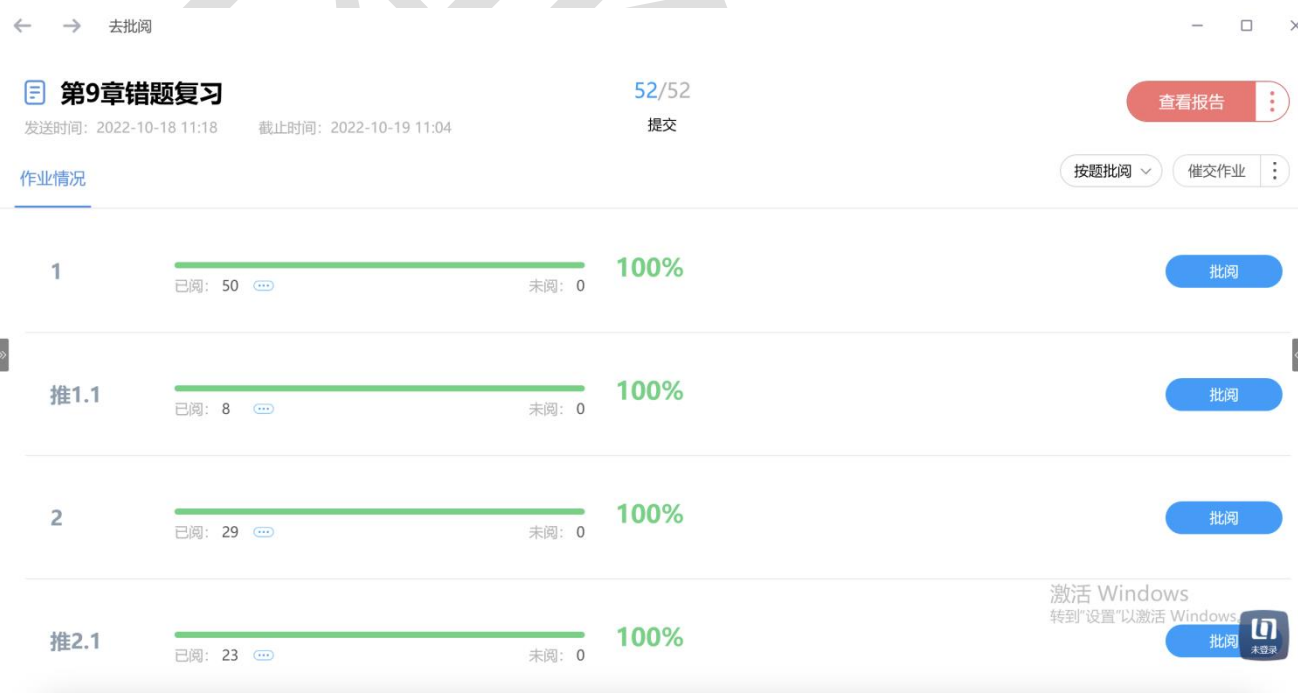 去批阅
第9章错题复习
52/52
查看报告
发送时间：2022-10-18 11:18 截止时间：2022-10-19 11:04
提交
作业情况
按题批阅
催交作业
1
100%
批阅
已阅：50
未阅：0
推1.1
100%
批阅
已阅：8
未阅：0
2
100%
批阅
已阅：29
未阅：0
激活 Windows
转到"设置"以激活 Windows
推2.1
100%
批阅
未登录
已阅：23
未阅：0